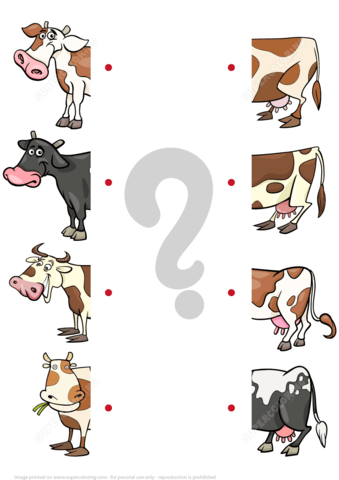 ?
Image printed on www.supercoloring.com - for personal use only - reproduction is prohibited